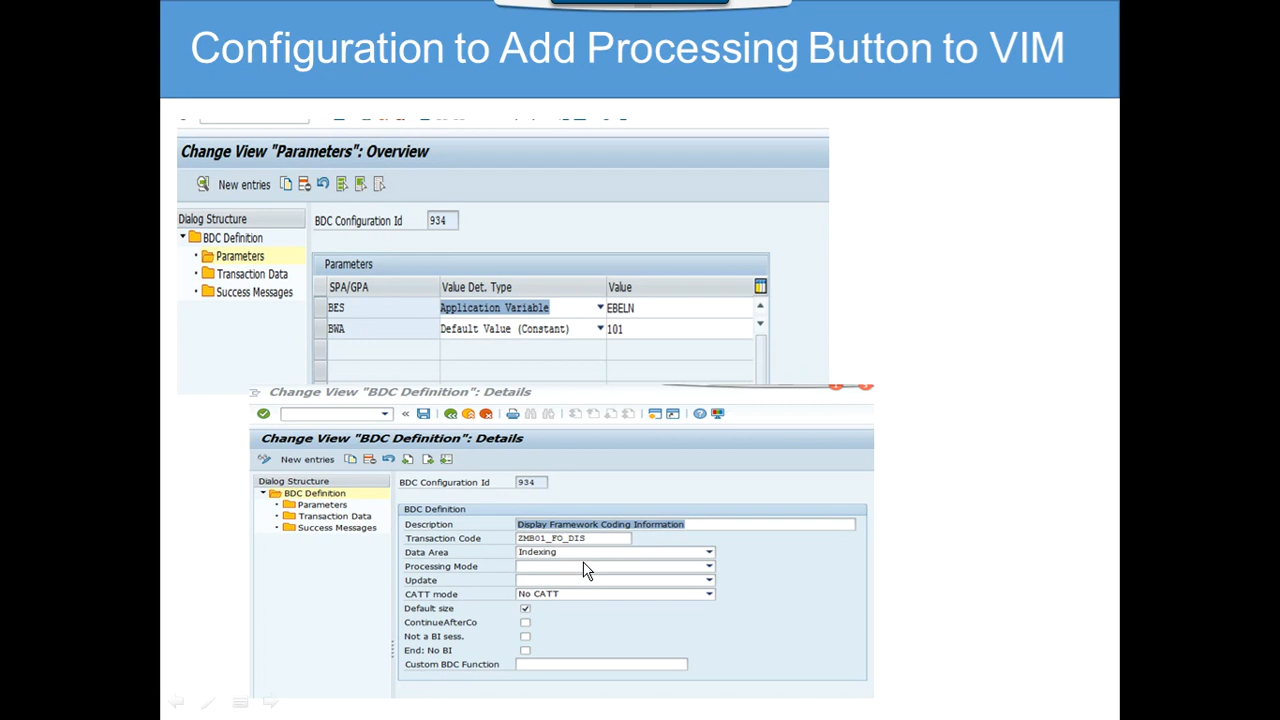 Configuration to Add Processing Button to VIM
Change View "Parameters": Overview
New entries
Dialog Structure
BDC Definition
Parameters
Transaction Data
Success Messages
BDC Configuration Id 934
Parameters
SPA/GPA Value Det. Type Value
BES Application Variable EBELN
BWA Default Value (Constant) 101
Change View "BDC Definition": Details
Change View "BDC Definition": Details
New entries
Dialog Structure
BDC Definition
Parameters
Transaction Data
Success Messages
BDC Configuration Id 934
BDC Definition
Description Display Framework Coding Information
Transaction Code ZMB01_FO_DIS
Data Area Indexing
Processing Mode
Update
CATT mode No CATT
Default size
ContinueAfterCo
Not a BI sess.
End: No BI
Custom BDC Function